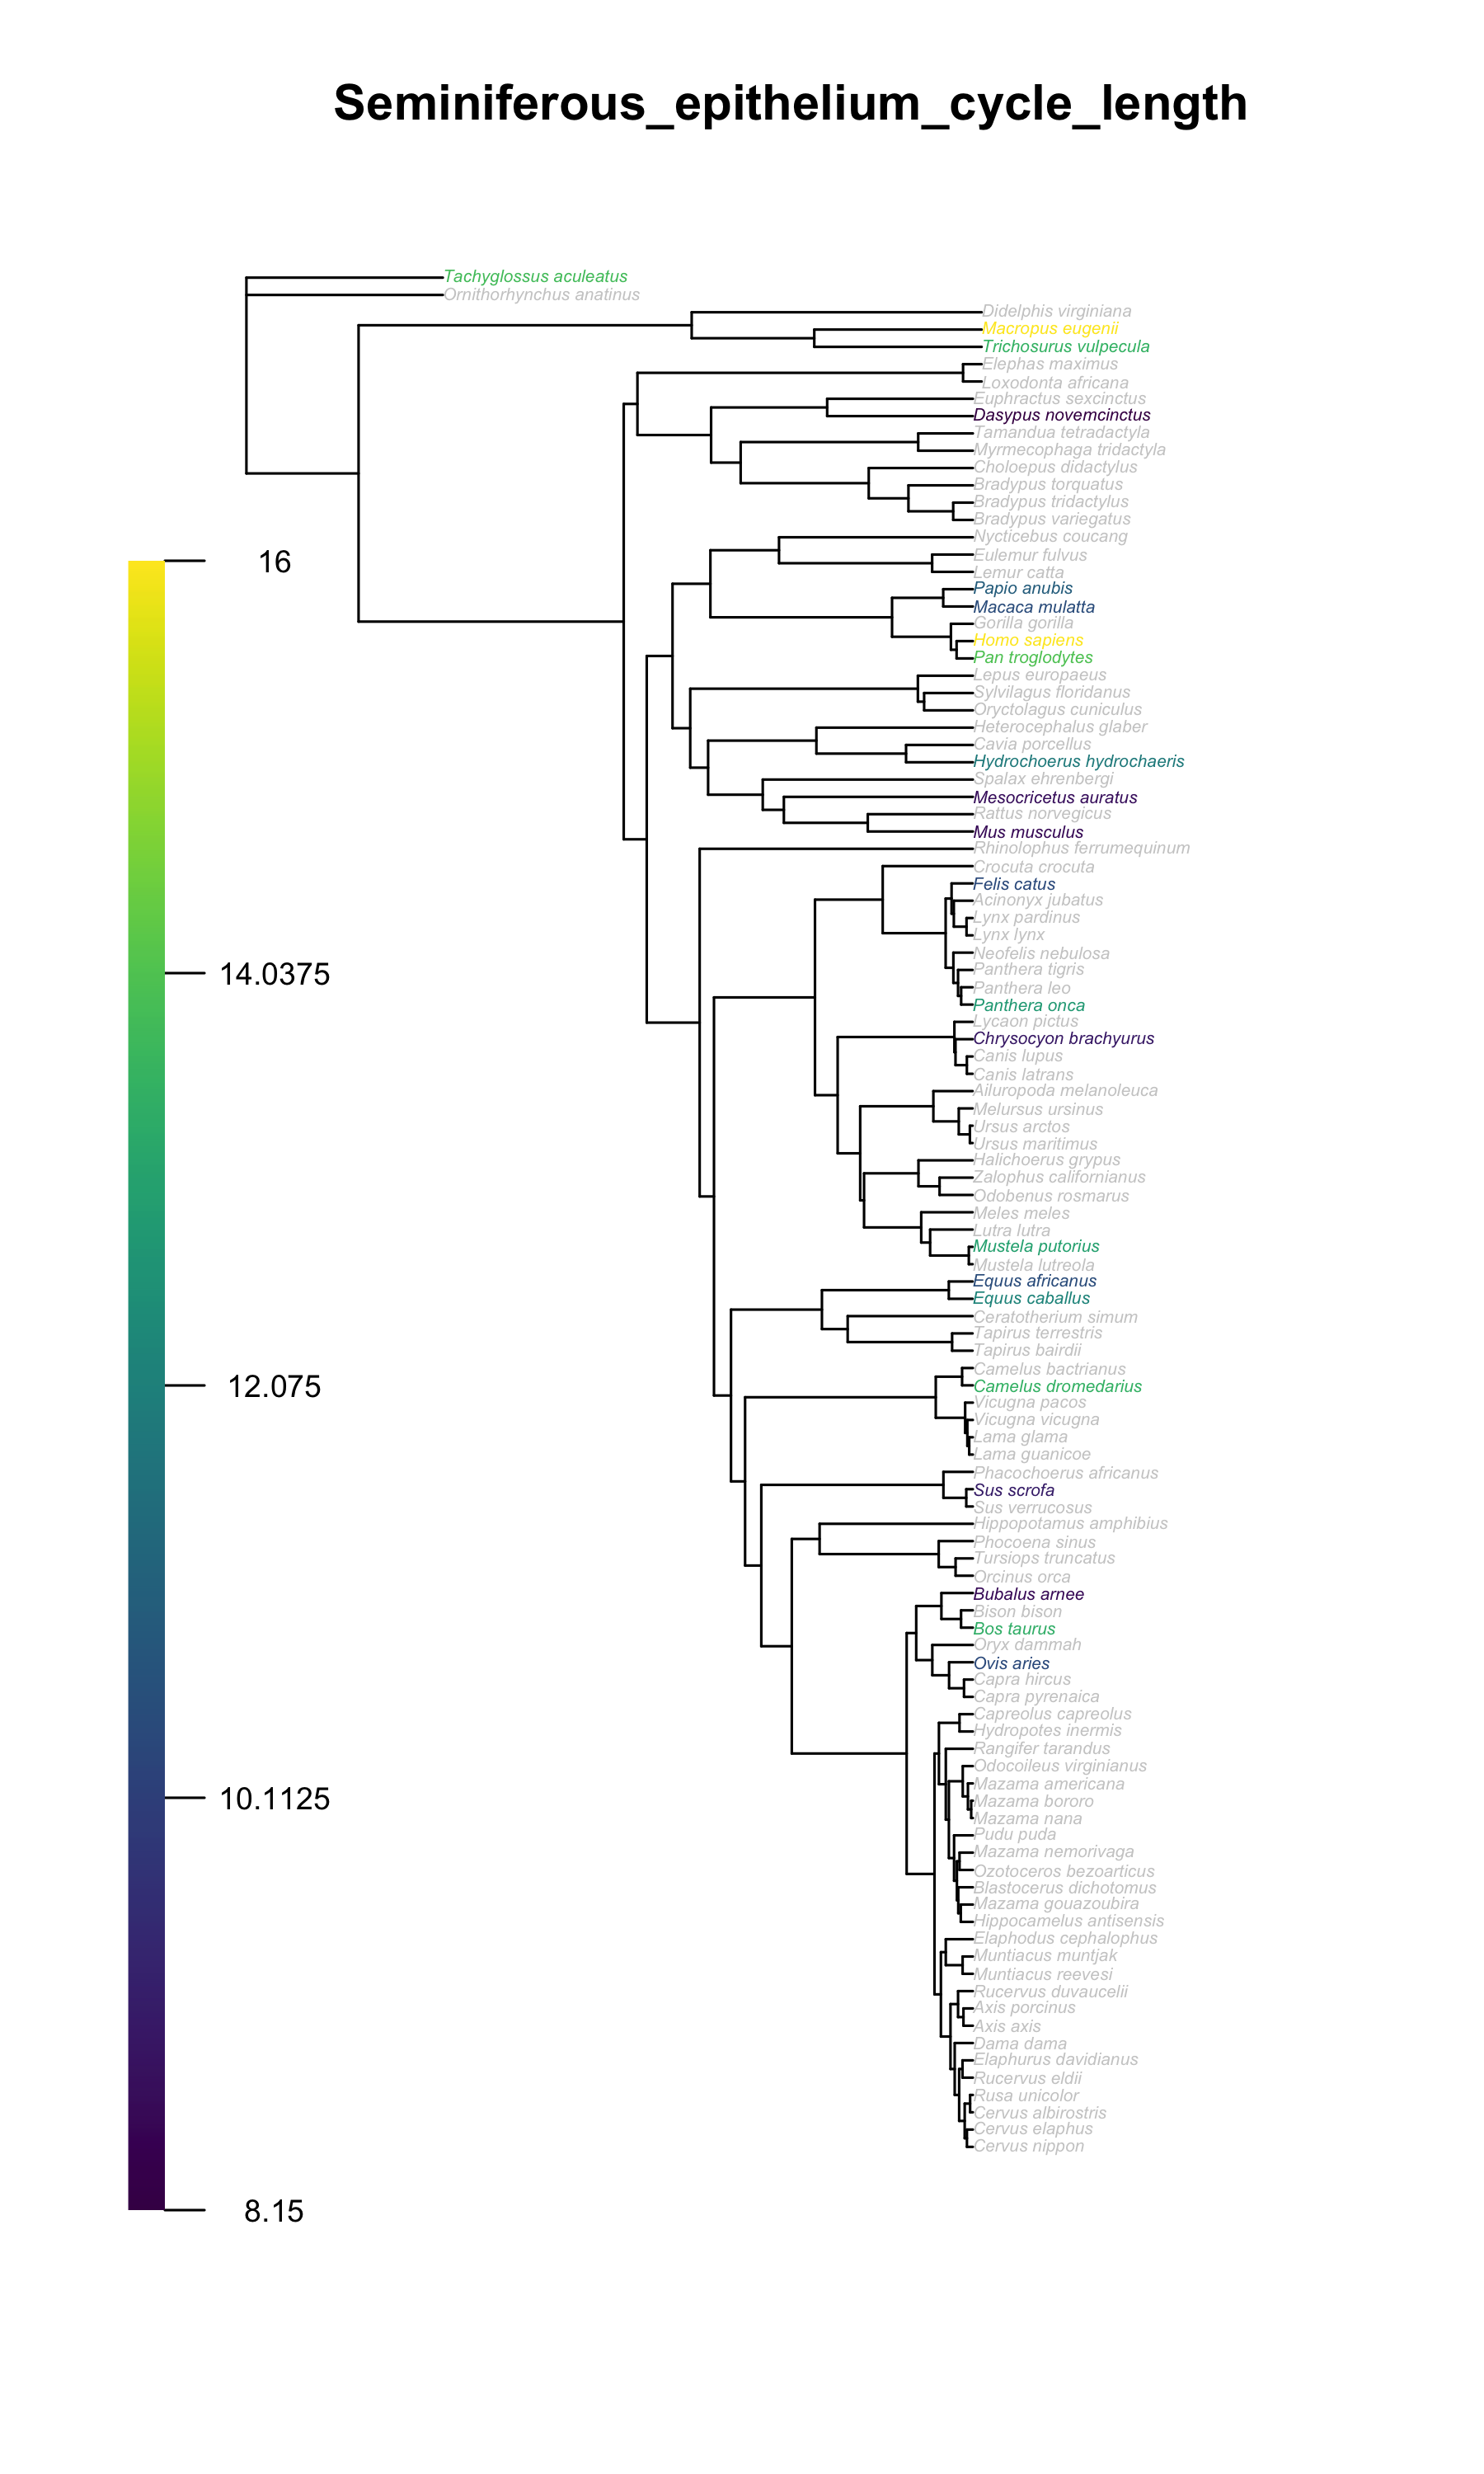 Seminiferous_epithelium_cycle_length
Tachyglossus aculeatus
Ornithorhynchus anatinus
Didelphis virginiana
Macropus eugenii
Trichosurus vulpecula
Elephas maximus
Loxodonta africana
Euphractus sexcinctus
Dasypus novemcinctus
Tamandua tetradactyla
Myrmecophaga tridactyla
Choloepus didactylus
Bradypus torquatus
Bradypus tridactylus
Bradypus variegatus
Nycticebus coucang
Eulemur fulvus
Lemur catta
Papio anubis
Macaca mulatta
Gorilla gorilla
Homo sapiens
Pan troglodytes
Lepus europaeus
Sylvilagus floridanus
Oryctolagus cuniculus
Heterocephalus glaber
Cavia porcellus
Hydrochoerus hydrochaeris
Spalax ehrenbergi
Mesocricetus auratus
Rattus norvegicus
Mus musculus
Rhinolophus ferrumequinum
Crocuta crocuta
Felis catus
Acinonyx jubatus
Lynx pardinus
Lynx lynx
Neofelis nebulosa
Panthera tigris
Panthera leo
Panthera onca
Lycaon pictus
Chrysocyon brachyurus
Canis lupus
Canis latrans
Ailuropoda melanoleuca
Melursus ursinus
Ursus arctos
Ursus maritimus
Halichoerus grypus
Zalophus californianus
Odobenus rosmarus
Meles meles
Lutra lutra
Mustela putorius
Mustela lutreola
Equus africanus
Equus caballus
Ceratotherium simum
Tapirus terrestris
Tapirus bairdii
Camelus bactrianus
Camelus dromedarius
Vicugna pacos
Vicugna vicugna
Lama glama
Lama guanicoe
Phacochoerus africanus
Sus scrofa
Sus verrucosus
Hippopotamus amphibius
Phocoena sinus
Tursiops truncatus
Orcinus orca
Bubalus arnee
Bison bison
Bos taurus
Oryx dammah
Ovis aries
Capra hircus
Capra pyrenaica
Capreolus capreolus
Hydropotes inermis
Rangifer tarandus
Odocoileus virginianus
Mazama americana
Mazama bororo
Mazama nana
Pudu puda
Mazama nemorivaga
Ozotoceros bezoarticus
Blastocerus dichotomus
Mazama gouazoubira
Hippocamelus antisensis
Elaphodus cephalophus
Muntiacus muntjak
Muntiacus reevesi
Rucervus duvaucelii
Axis porcinus
Axis axis
Dama dama
Elaphurus davidianus
Rucervus eldii
Rusa unicolor
Cervus albirostris
Cervus elaphus
Cervus nippon
16
14.0375
12.075
10.1125
8.15